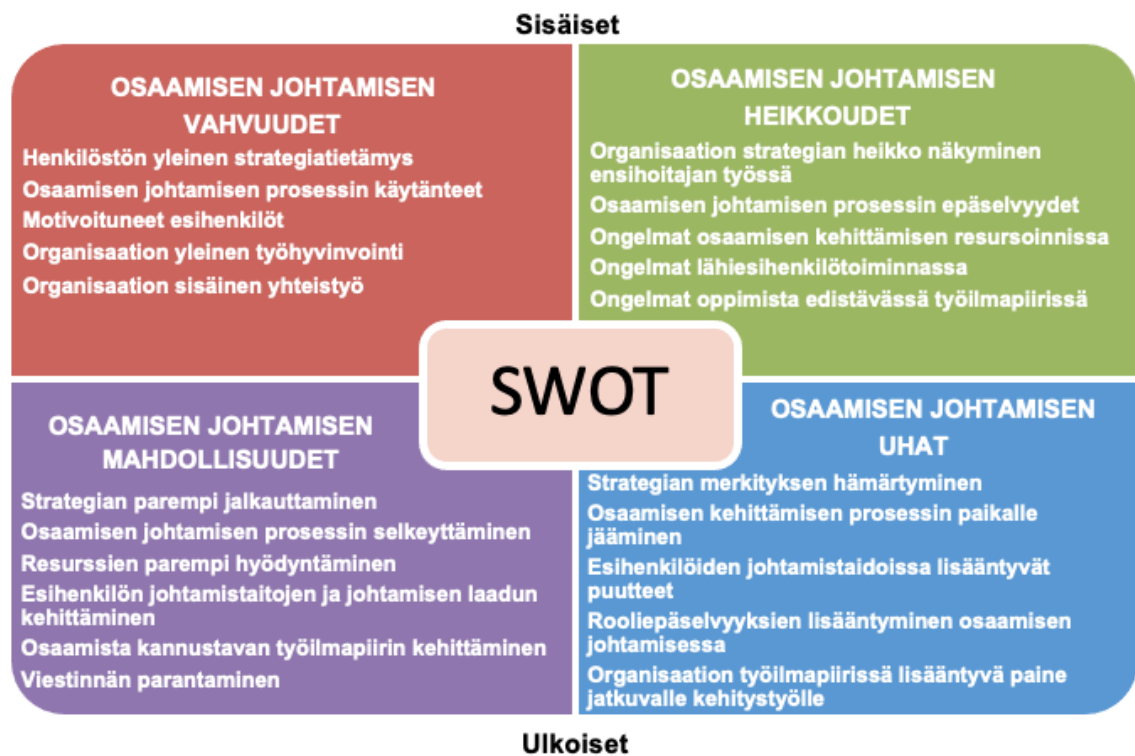 Sisäiset
OSAAMISEN JOHTAMISEN
VAHVUUDET
Henkilöstön yleinen strategiatietämys
Osaamisen johtamisen prosessin käytänteet
Motivoituneet esihenkilöt
Organisaation yleinen työhyvinvointi
Organisaation sisäinen yhteistyö
OSAAMISEN JOHTAMISEN
HEIKKOUDET
Organisaation strategian heikko näkyminen
ensihoitajan työssä
Osaamisen johtamisen prosessin epäselvyydet
Ongelmat osaamisen kehittämisen resursoinnissa
Ongelmat lähiesihenkilötoiminnassa
Ongelmat oppimista edistävässä työilmapiirissä
SWOT
OSAAMISEN JOHTAMISEN
MAHDOLLISUUDET
Strategian parempi jalkauttaminen
Osaamisen johtamisen prosessin selkeyttäminen
Resurssien parempi hyödyntäminen
Esihenkilön johtamistaitojen ja johtamisen laadun
kehittäminen
Osaamista kannustavan työilmapiirin kehittäminen
Viestinnän parantaminen
OSAAMISEN JOHTAMISEN
UHAT
Strategian merkityksen hämärtyminen
Osaamisen kehittämisen prosessin paikalle
jääminen
Esihenkilöiden johtamistaidoissa lisääntyvät
puutteet
Rooliepäselvyyksien lisääntyminen osaamisen
johtamisessa
Organisaation työilmapiirissä lisääntyvä paine
jatkuvalle kehitystyölle
Ulkoiset